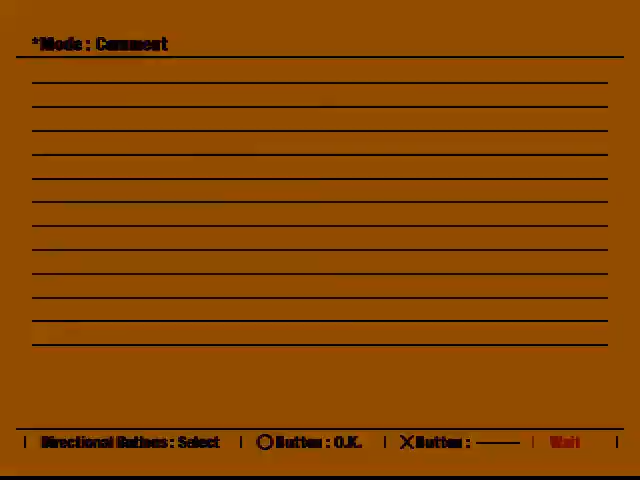 *Mode : Comment
Directional Buttons : Select | ○Button : O.K. | ✕Button : ——— | Wait